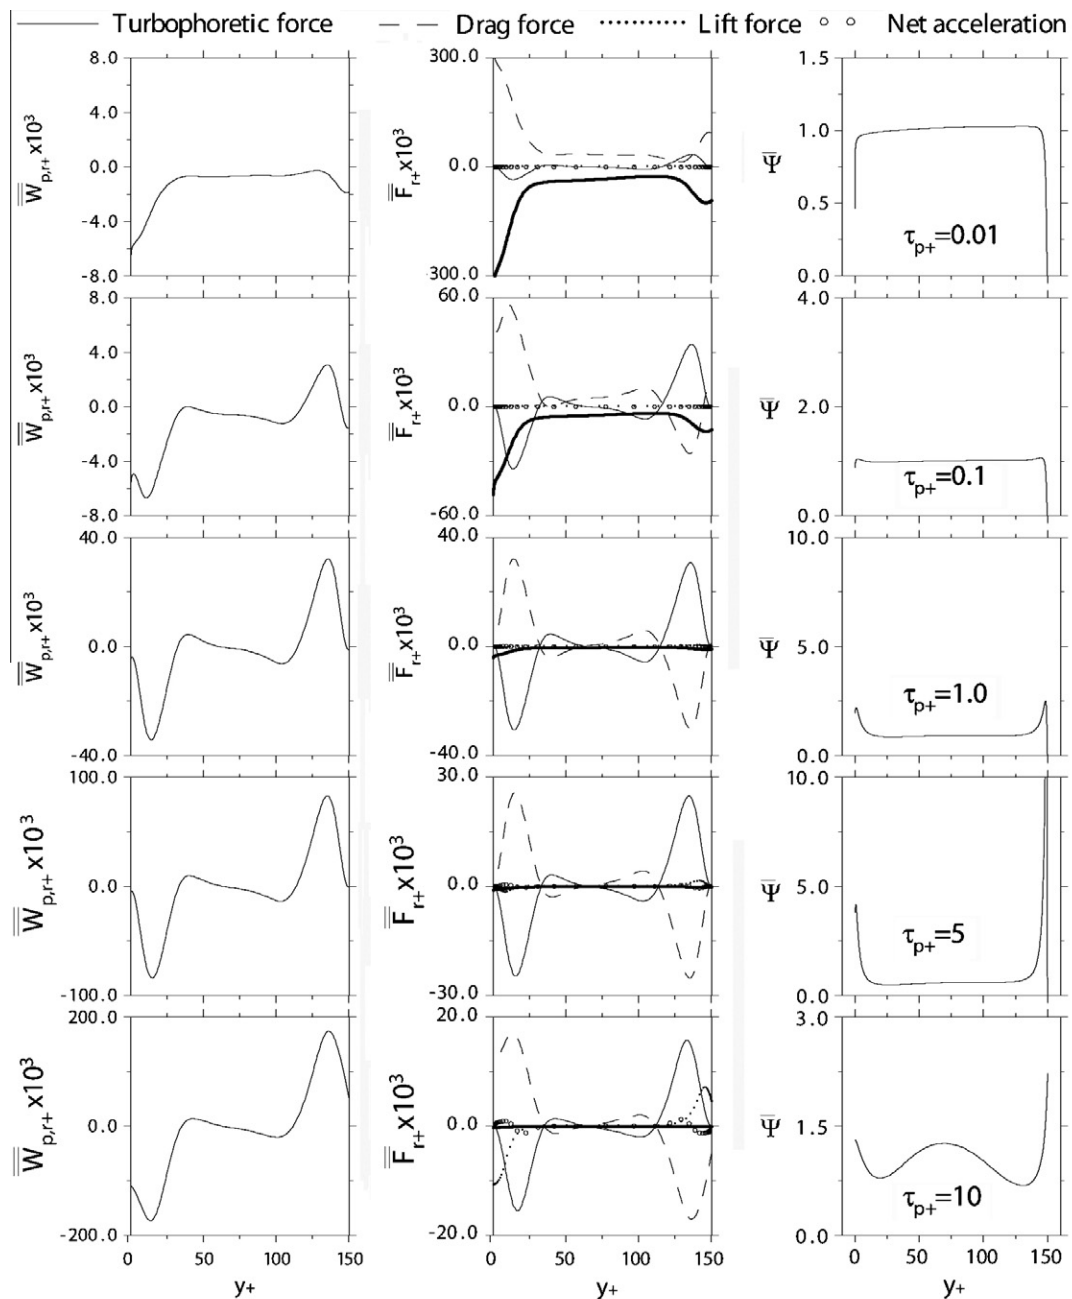 Turbophoretic force Drag force Lift force Net acceleration
8.0 300.0 1.5
4.0 1.0
W̿p,r+ x10³ 0.0 F̿r+ x10³ 0.0 Ψ̅
-4.0 0.5 τp+=0.01
-8.0 300.0 0.0
8.0 60.0 4.0
4.0
W̿p,r+ x10³ 0.0 F̿r+ x10³ 0.0 Ψ̅ 2.0
-4.0 τp+=0.1
-8.0 -60.0 0.0
40.0 40.0 10.0
W̿p,r+ x10³ 0.0 F̿r+ x10³ 0.0 Ψ̅ 5.0
τp+=1.0
-40.0 -40.0 0.0
100.0 30.0 10.0
W̿p,r+ x10³ 0.0 F̿r+ x10³ 0.0 Ψ̅ 5.0
τp+=5
-100.0 -30.0 0.0
200.0 20.0 3.0
W̿p,r+ x10³ 0.0 F̿r+ x10³ 0.0 Ψ̅ 1.5
τp+=10
-200.0 -20.0 0.0
0 50 100 150 0 50 100 150 0 50 100 150
y+ y+ y+